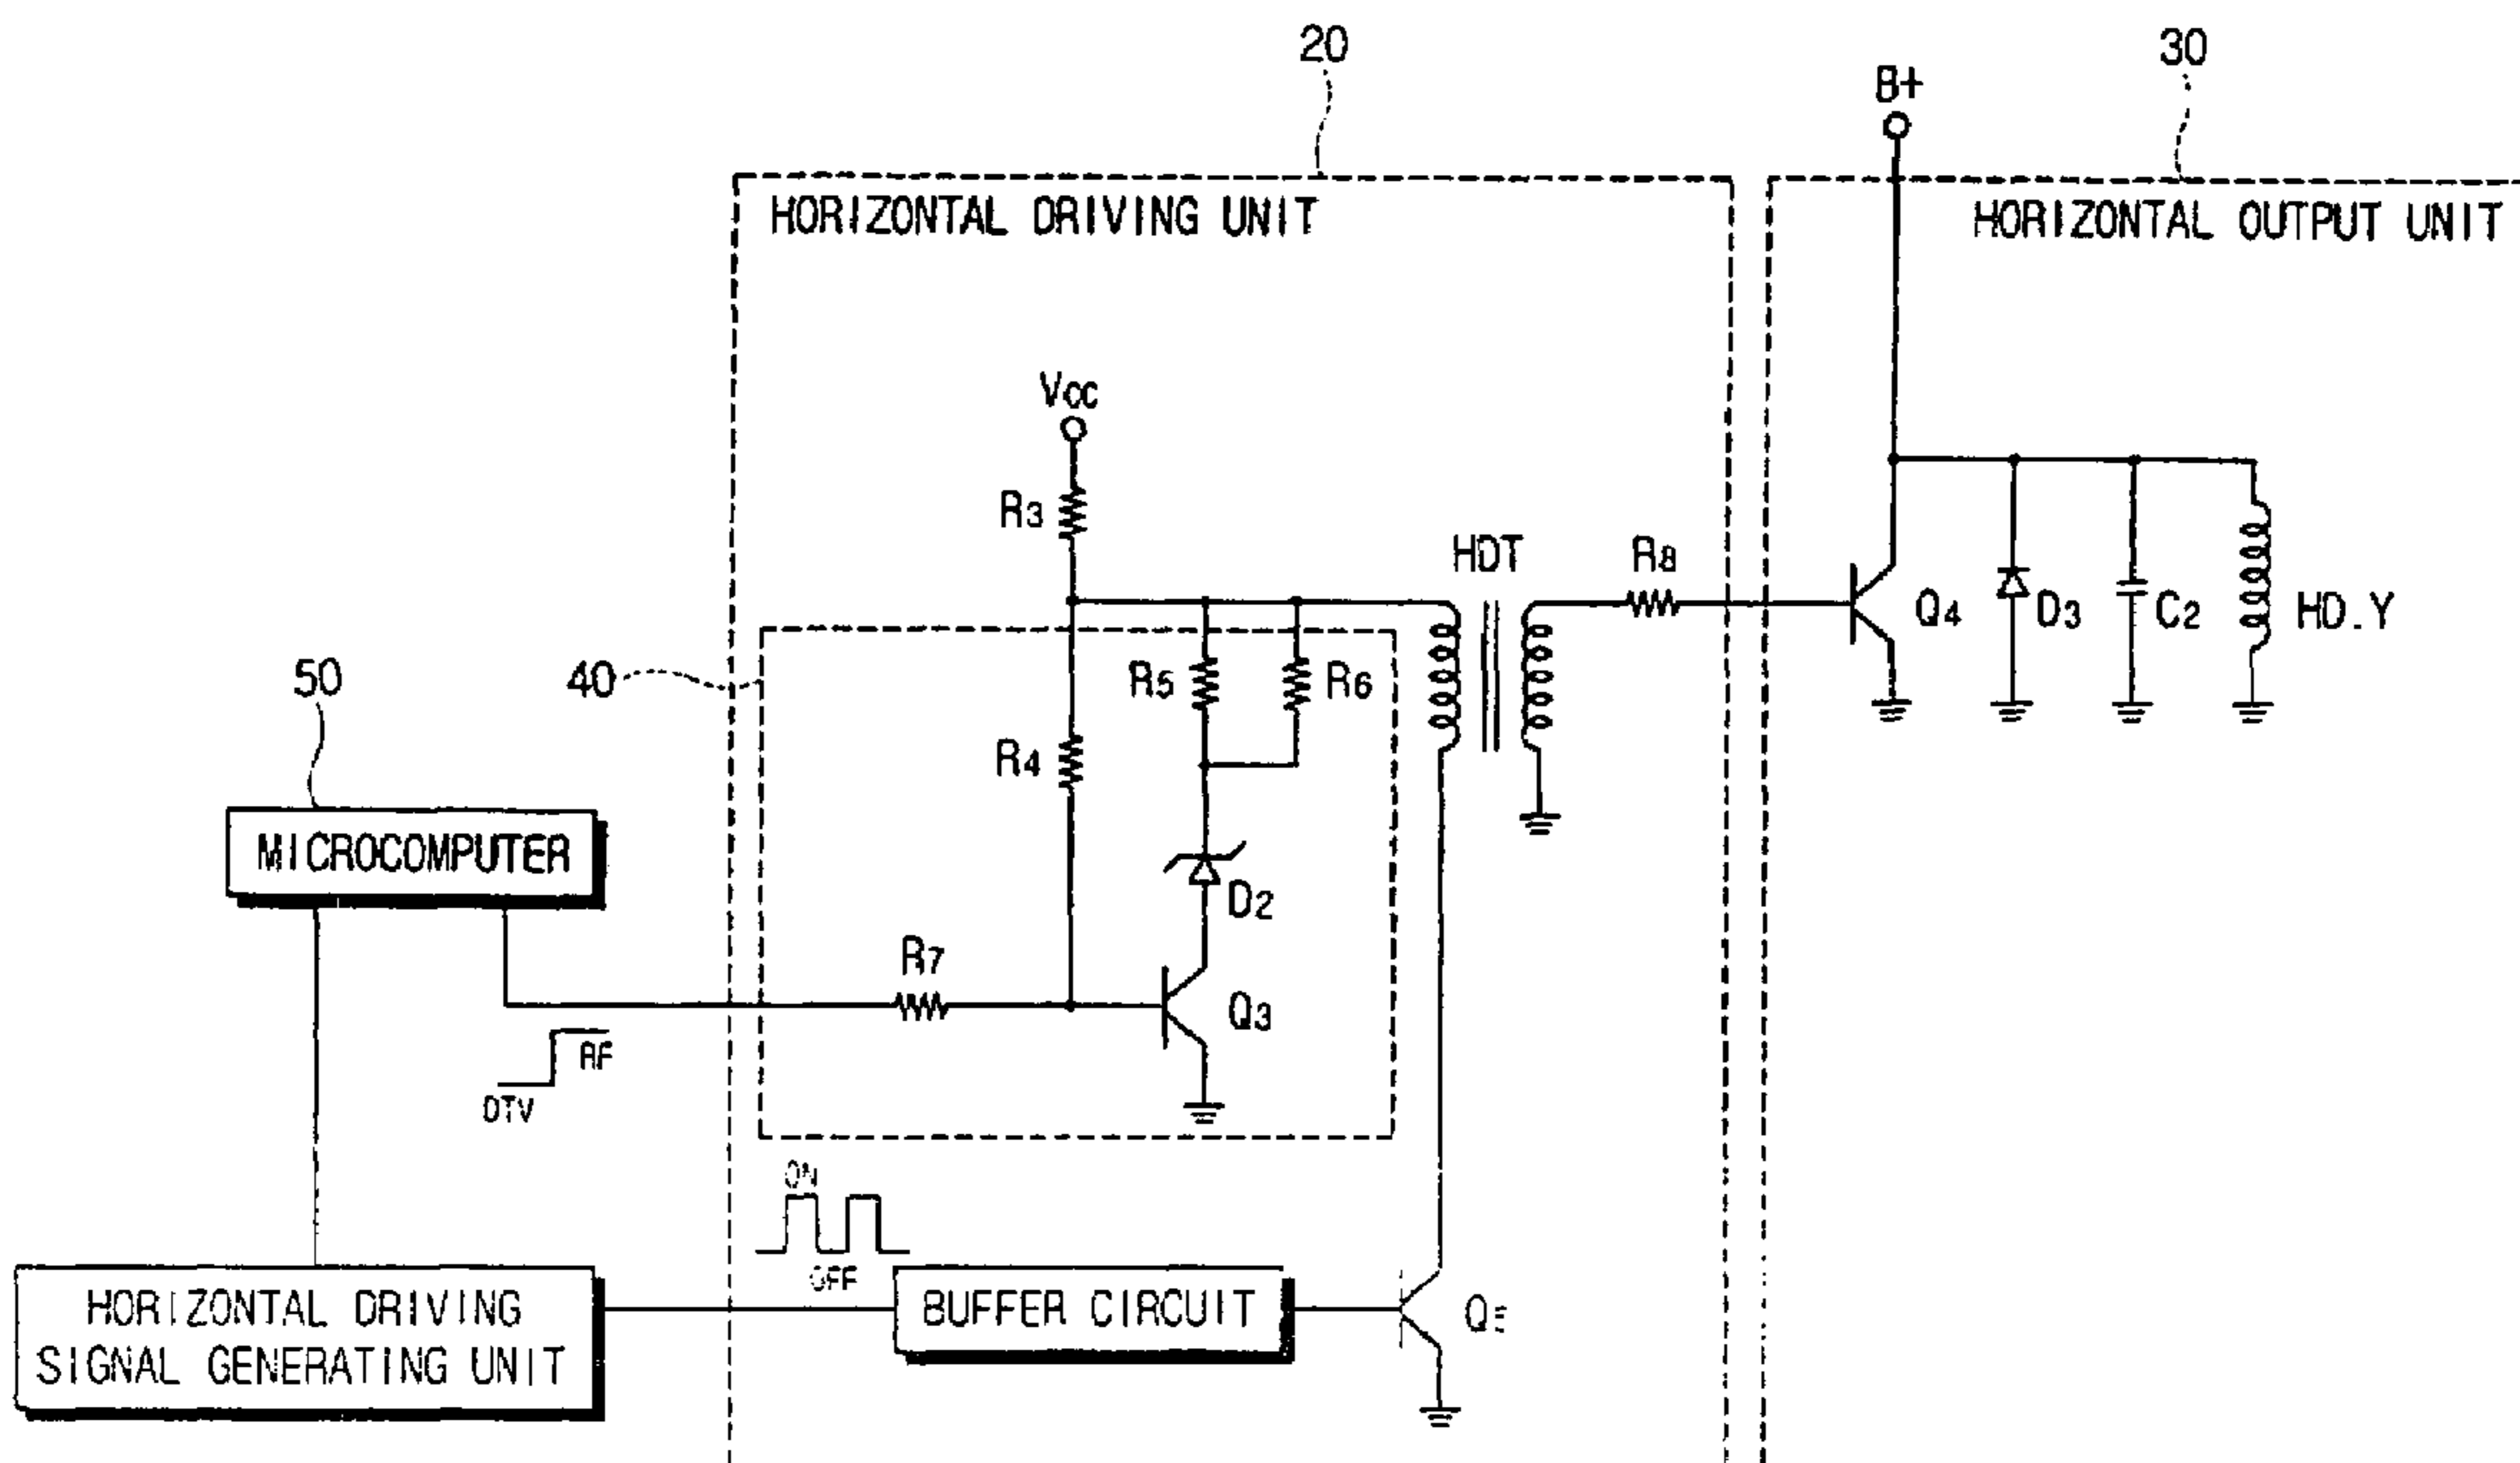 20
30
B+
HORIZONTAL DRIVING UNIT
HORIZONTAL OUTPUT UNIT
Vcc
R3
HDT
R8
Q4
D3
C2
HD.Y
50
40
R5
R6
R4
MICROCOMPUTER
D2
R7
Q3
RF
DTV
ON
OFF
HORIZONTAL DRIVING
SIGNAL GENERATING UNIT
BUFFER CIRCUIT